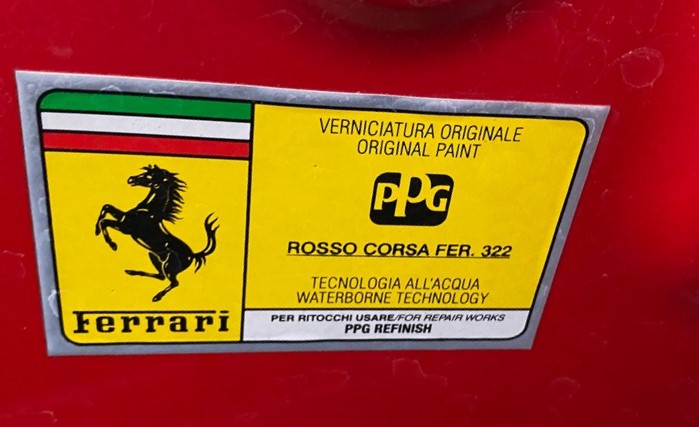 Ferrari
VERNICIATURA ORIGINALE
ORIGINAL PAINT
PPG
ROSSO CORSA FER. 322
TECNOLOGIA ALL'ACQUA
WATERBORNE TECHNOLOGY
PER RITOCCHI USARE/FOR REPAIR WORKS
PPG REFINISH